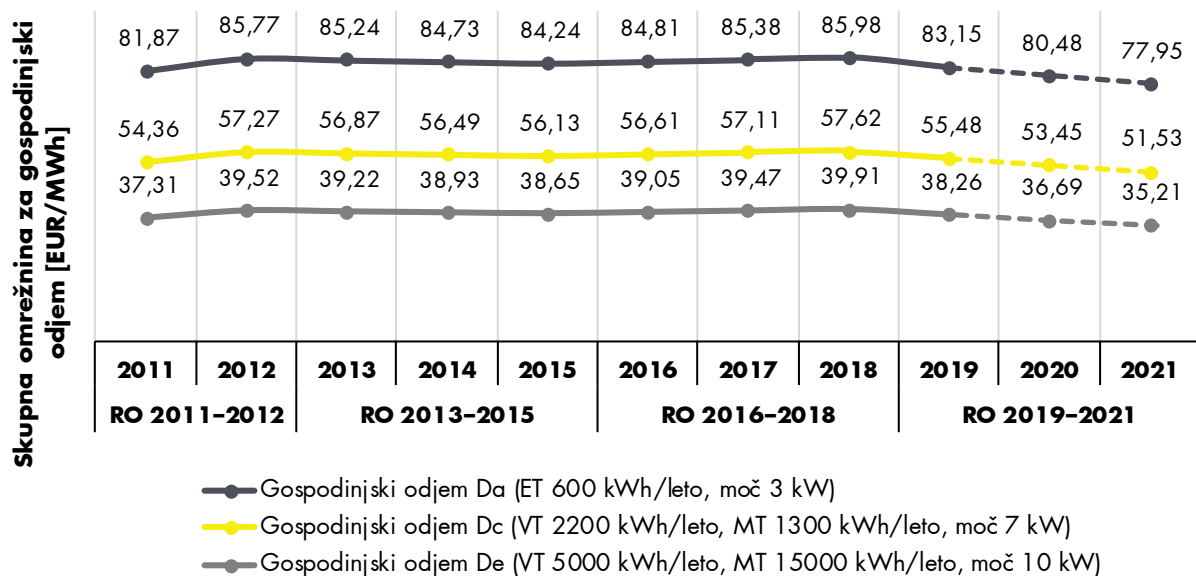 Skupna omrežnina za gospodinjski
odjem [EUR/MWh]
81,87 85,77 85,24 84,73 84,24 84,81 85,38 85,98 83,15 80,48 77,95
54,36 57,27 56,87 56,49 56,13 56,61 57,11 57,62 55,48 53,45 51,53
37,31 39,52 39,22 38,93 38,65 39,05 39,47 39,91 38,26 36,69 35,21
2011 2012 2013 2014 2015 2016 2017 2018 2019 2020 2021
RO 2011–2012 RO 2013–2015 RO 2016–2018 RO 2019–2021
Gospodinjski odjem Da (ET 600 kWh/leto, moč 3 kW)
Gospodinjski odjem Dc (VT 2200 kWh/leto, MT 1300 kWh/leto, moč 7 kW)
Gospodinjski odjem De (VT 5000 kWh/leto, MT 15000 kWh/leto, moč 10 kW)